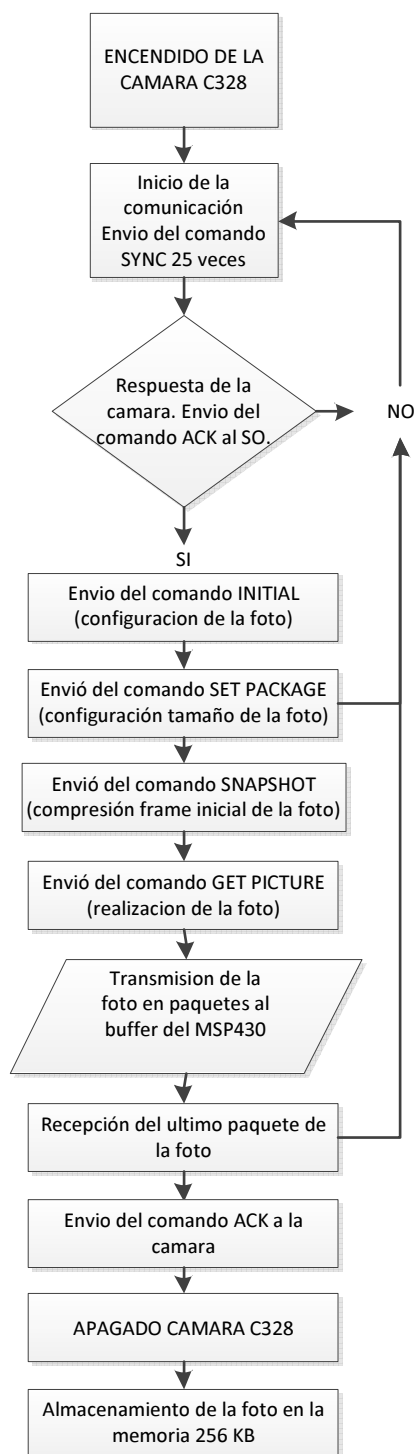 ENCENDIDO DE LA
CAMARA C328
Inicio de la
comunicación
Envio del comando
SYNC 25 veces
Respuesta de la
camara. Envio del
comando ACK al SO.
NO
SI
Envio del comando INITIAL
(configuracion de la foto)
Envió del comando SET PACKAGE
(configuración tamaño de la foto)
Envió del comando SNAPSHOT
(compresión frame inicial de la foto)
Envió del comando GET PICTURE
(realizacion de la foto)
Transmision de la
foto en paquetes al
buffer del MSP430
Recepción del ultimo paquete de
la foto
Envio del comando ACK a la
camara
APAGADO CAMARA C328
Almacenamiento de la foto en la
memoria 256 KB